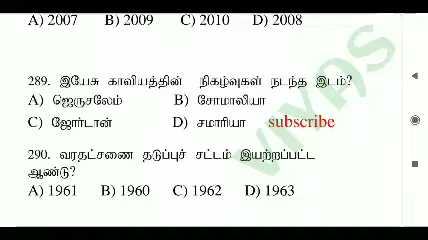 A) 2007 B) 2009 C) 2010 D) 2008
289. இயேசு காவியத்தின் நிகழ்வுகள் நடந்த இடம்?
A) ஜெருசலேம் B) சோமாலியா
C) ஜோர்டான் D) சமாரியா subscribe
290. வரதட்சணை தடுப்புச் சட்டம் இயற்றப்பட்ட
ஆண்டு?
A) 1961 B) 1960 C) 1962 D) 1963
VIYAS